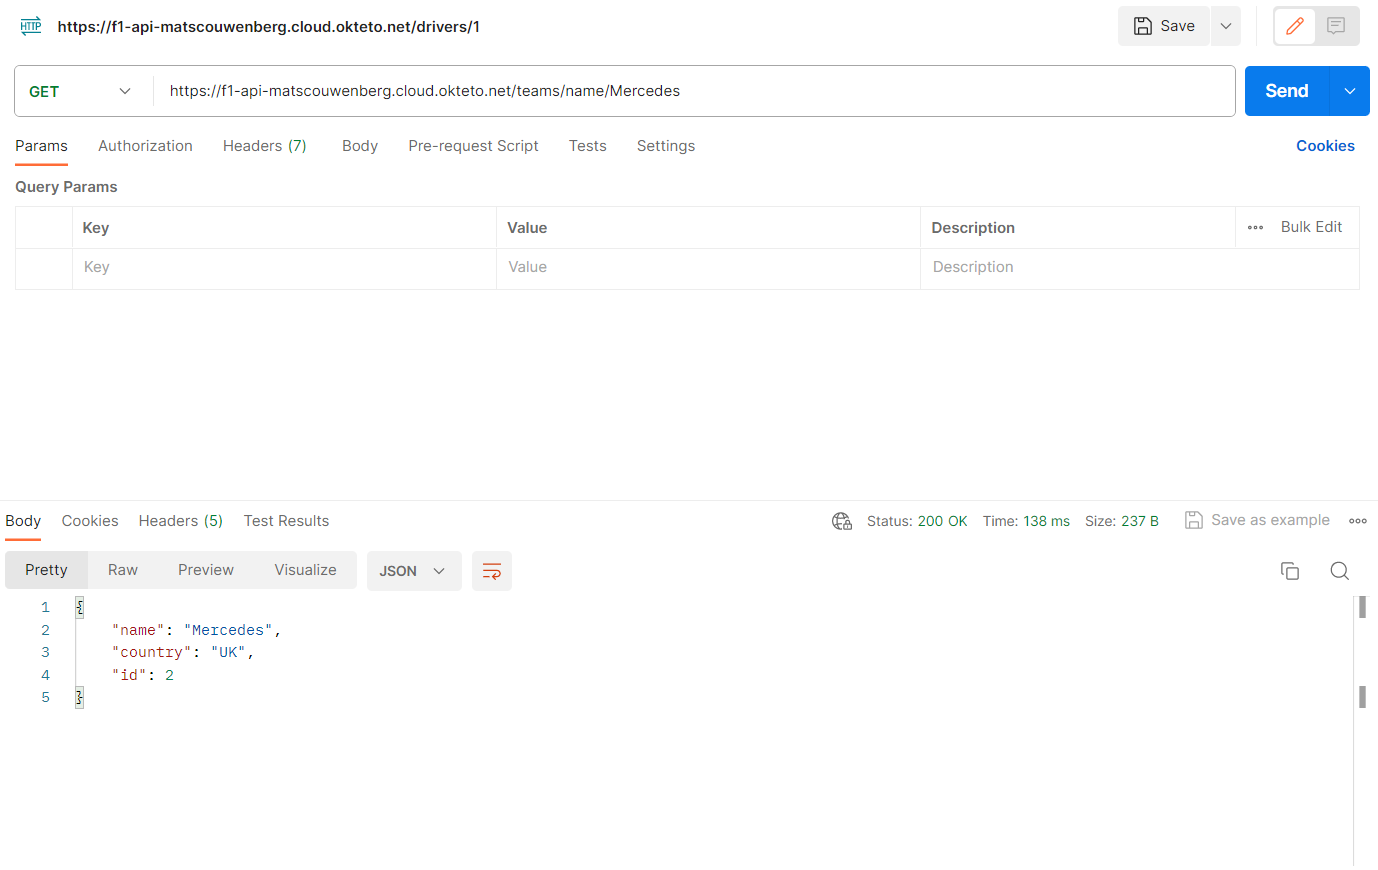 HTTP https://f1-api-matscouwenberg.cloud.okteto.net/drivers/1 Save
GET https://f1-api-matscouwenberg.cloud.okteto.net/teams/name/Mercedes Send
Params Authorization Headers (7) Body Pre-request Script Tests Settings Cookies
Query Params
Key Value Description Bulk Edit
Key Value Description
Body Cookies Headers (5) Test Results Status: 200 OK Time: 138 ms Size: 237 B Save as example
Pretty Raw Preview Visualize JSON
1 {
2 "name": "Mercedes",
3 "country": "UK",
4 "id": 2
5 }